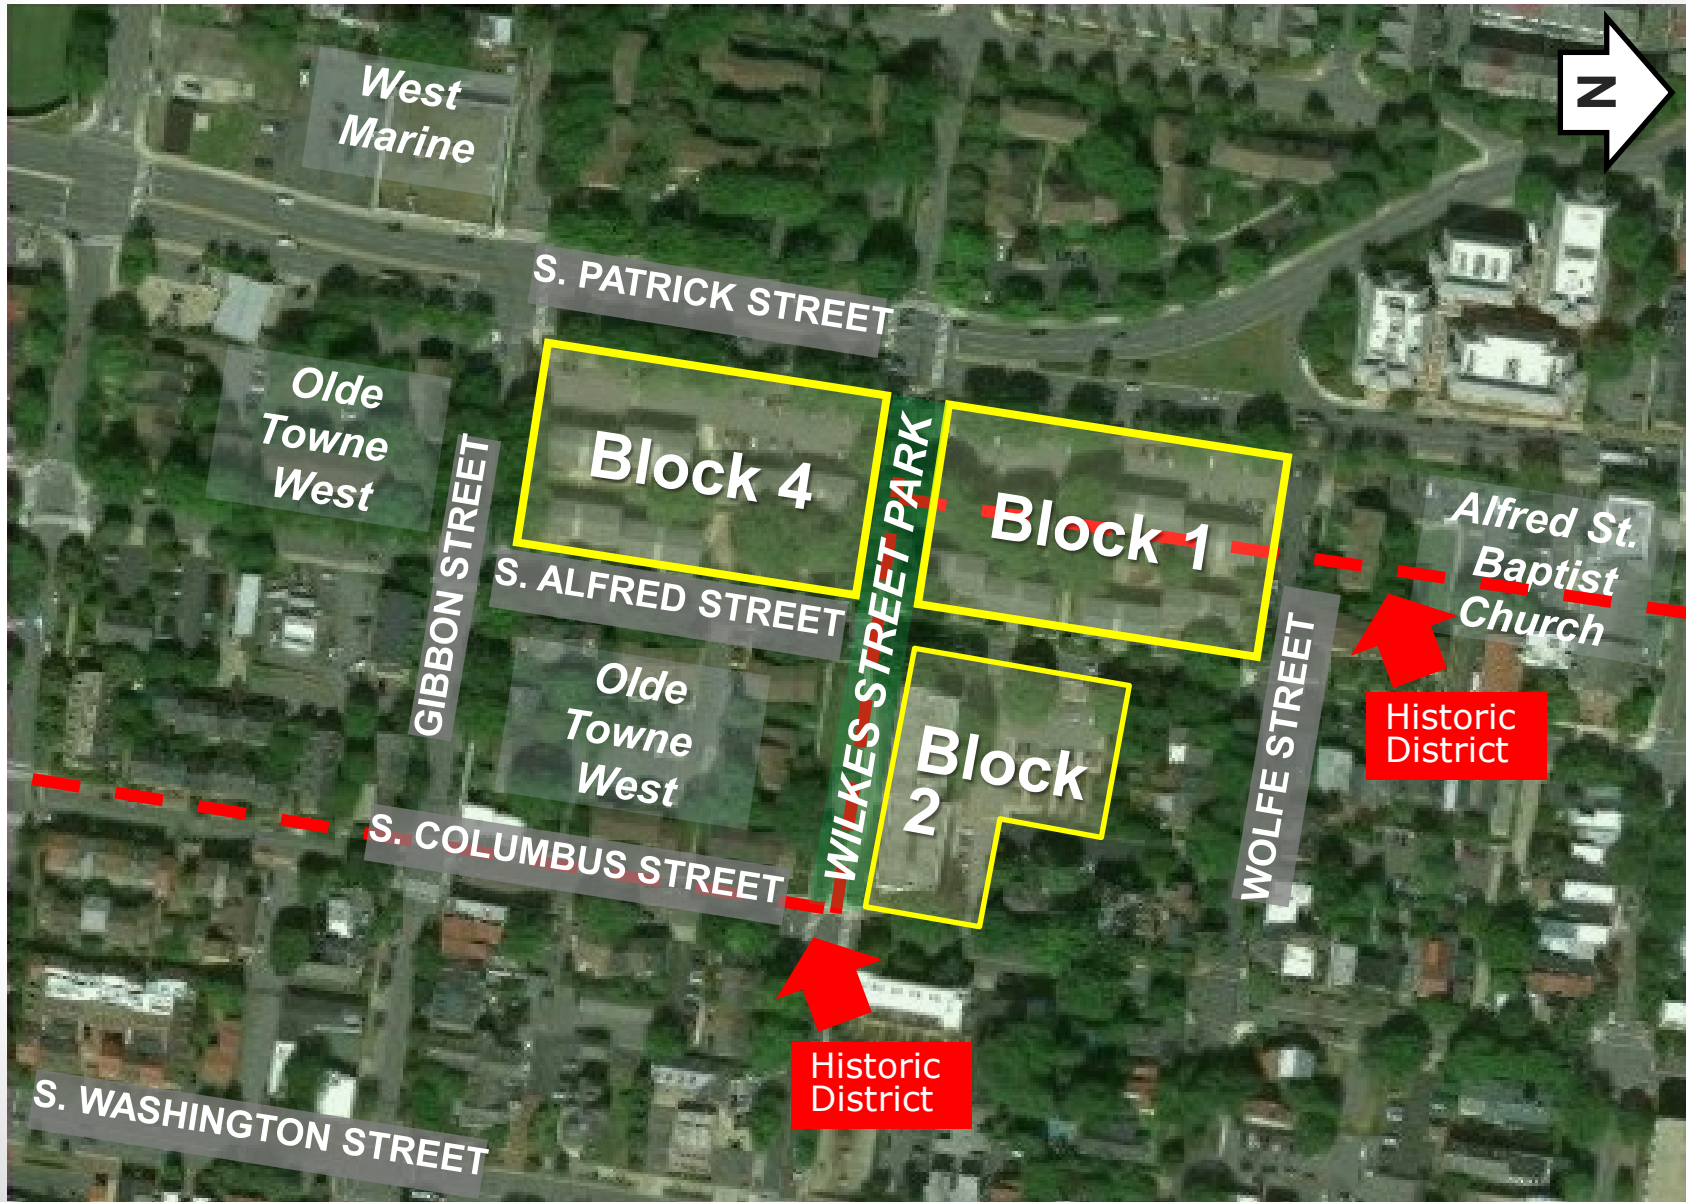 West
Marine
N
S. PATRICK STREET
Olde
Towne
West
GIBBON STREET
Block 4
S. ALFRED STREET
WILKES STREET PARK
Block 1
Alfred St.
Baptist
Church
Historic
District
WOLFE STREET
Olde
Towne
West
Block
2
S. COLUMBUS STREET
Historic
District
S. WASHINGTON STREET